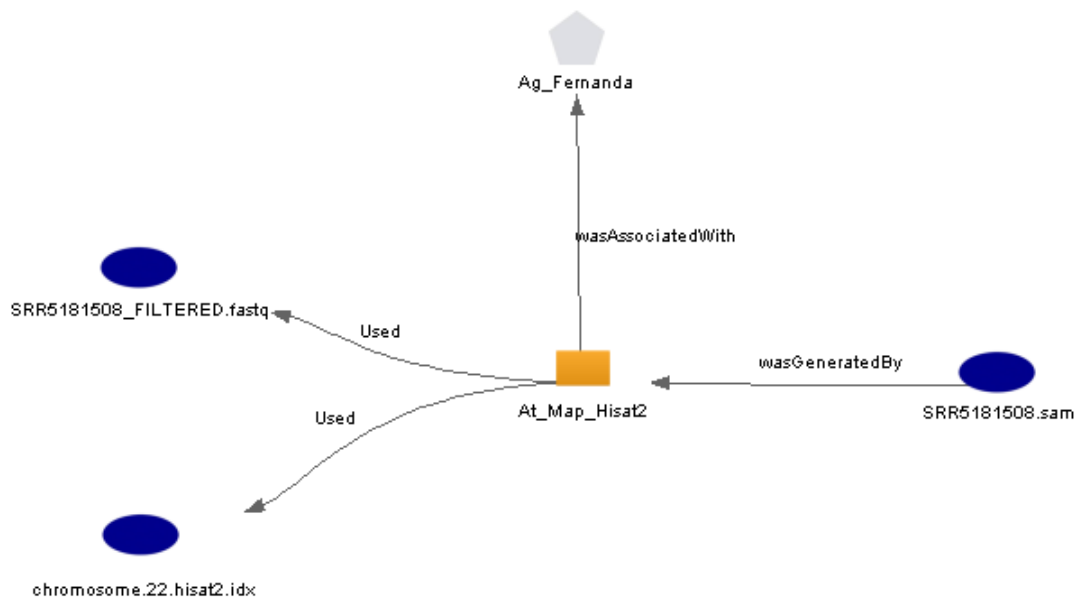 Ag_Fernanda
wasAssociatedWith
SRR5181508_FILTERED.fastq
Used
wasGeneratedBy
At_Map_Hisat2
SRR5181508.sam
Used
chromosome.22.hisat2.idx